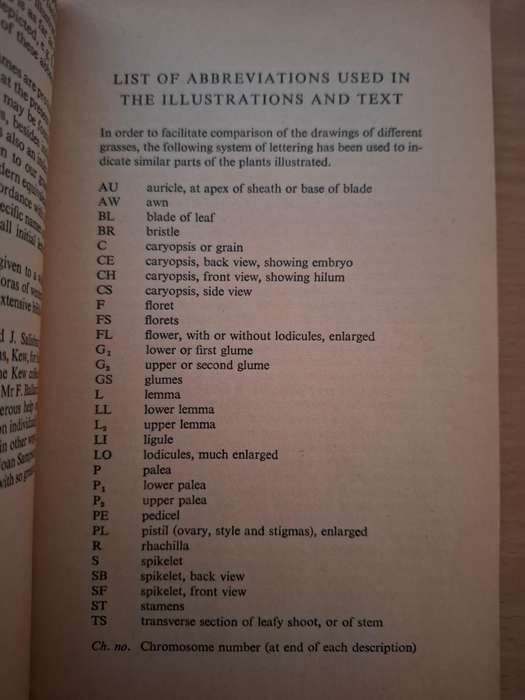 LIST OF ABBREVIATIONS USED IN
THE ILLUSTRATIONS AND TEXT
In order to facilitate comparison of the drawings of different
grasses, the following system of lettering has been used to in-
dicate similar parts of the plants illustrated.
AU auricle, at apex of sheath or base of blade
AW awn
BL blade of leaf
BR bristle
C caryopsis or grain
CE caryopsis, back view, showing embryo
CH caryopsis, front view, showing hilum
CS caryopsis, side view
F floret
FS florets
FL flower, with or without lodicules, enlarged
G₁ lower or first glume
G₂ upper or second glume
GS glumes
L lemma
LL lower lemma
L₂ upper lemma
LI ligule
LO lodicules, much enlarged
P palea
P₁ lower palea
P₂ upper palea
PE pedicel
PL pistil (ovary, style and stigmas), enlarged
R rhachilla
S spikelet
SB spikelet, back view
SF spikelet, front view
ST stamens
TS transverse section of leafy shoot, or of stem
Ch. no. Chromosome number (at end of each description)